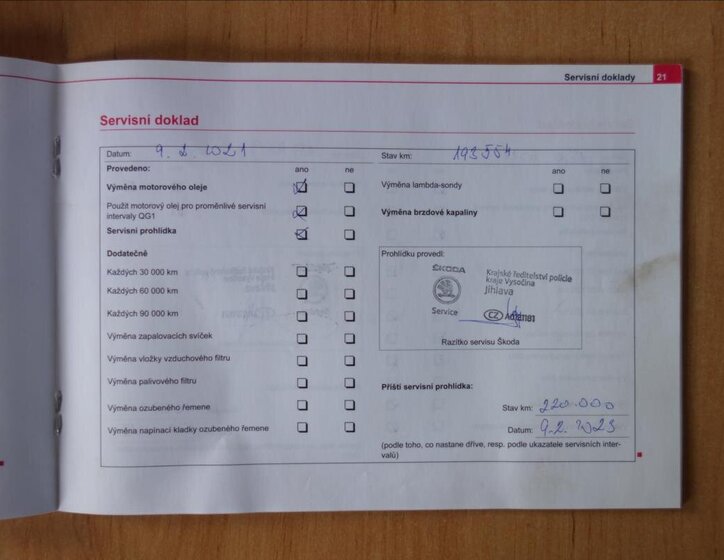 Servisní doklady 21
Servisní doklad
Datum: 9. 2. 2021
Stav km: 193554
Provedeno: ano ne
ano ne
Výměna motorového oleje
Výměna lambda-sondy
Použit motorový olej pro proměnlivé servisní
intervaly QG1
Výměna brzdové kapaliny
Servisní prohlídka
Dodatečně
Každých 30 000 km
Každých 60 000 km
Každých 90 000 km
Výměna zapalovacích svíček
Výměna vložky vzduchového filtru
Výměna palivového filtru
Výměna ozubeného řemene
Výměna napínací kladky ozubeného řemene
Prohlídku provedl:
ŠKODA
Service
Krajské ředitelství policie
kraje Vysočina
Jihlava
CZ
Razítko servisu Škoda
Příští servisní prohlídka:
Stav km: 220.000
Datum: 9.2. 2023
(podle toho, co nastane dříve, resp. podle ukazatele servisních inter-
valů)